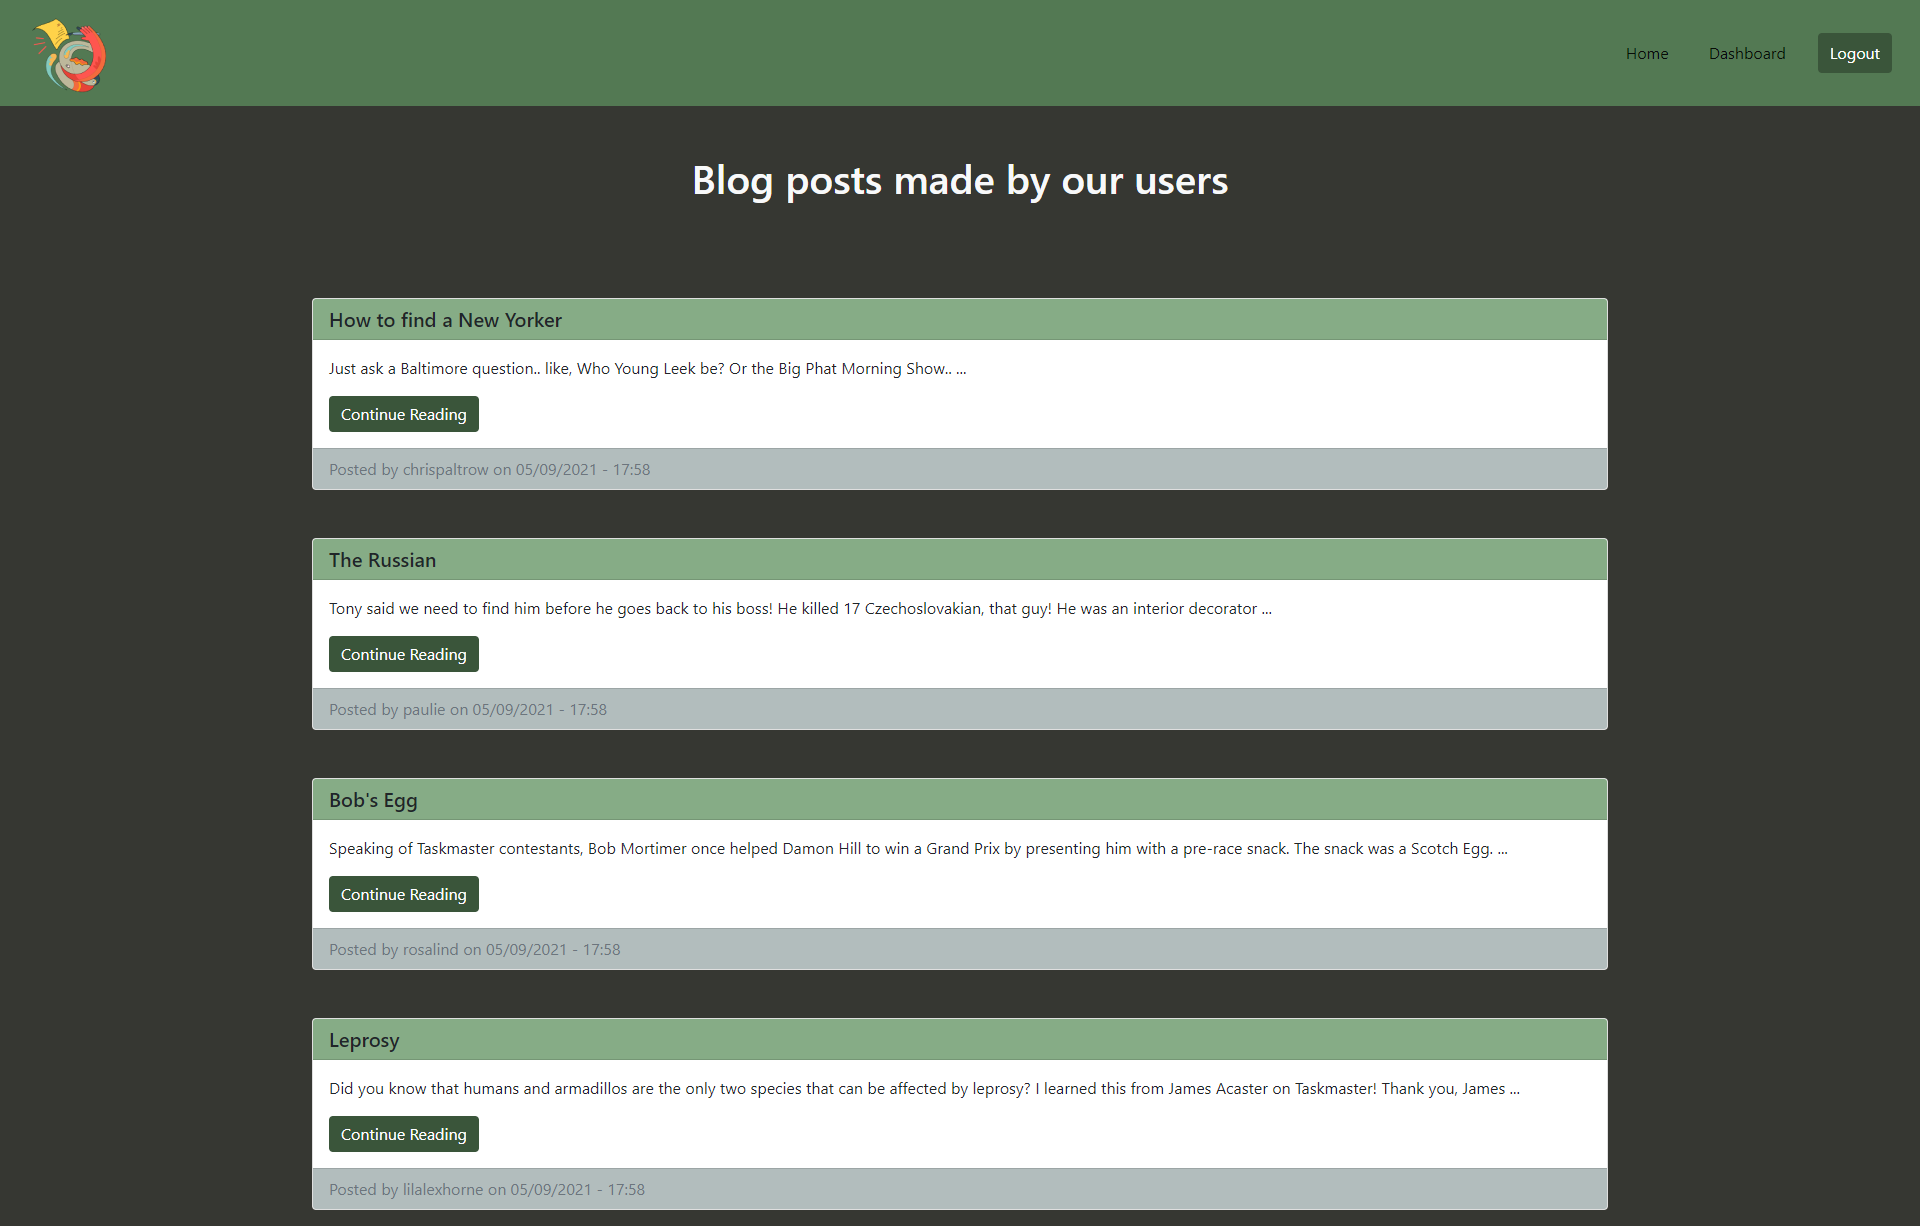 Home Dashboard Logout
Blog posts made by our users
How to find a New Yorker
Just ask a Baltimore question.. like, Who Young Leek be? Or the Big Phat Morning Show.. ...
Continue Reading
Posted by chrispaltrow on 05/09/2021 - 17:58
The Russian
Tony said we need to find him before he goes back to his boss! He killed 17 Czechoslovakian, that guy! He was an interior decorator ...
Continue Reading
Posted by paulie on 05/09/2021 - 17:58
Bob's Egg
Speaking of Taskmaster contestants, Bob Mortimer once helped Damon Hill to win a Grand Prix by presenting him with a pre-race snack. The snack was a Scotch Egg. ...
Continue Reading
Posted by rosalind on 05/09/2021 - 17:58
Leprosy
Did you know that humans and armadillos are the only two species that can be affected by leprosy? I learned this from James Acaster on Taskmaster! Thank you, James ...
Continue Reading
Posted by lilalexhorne on 05/09/2021 - 17:58